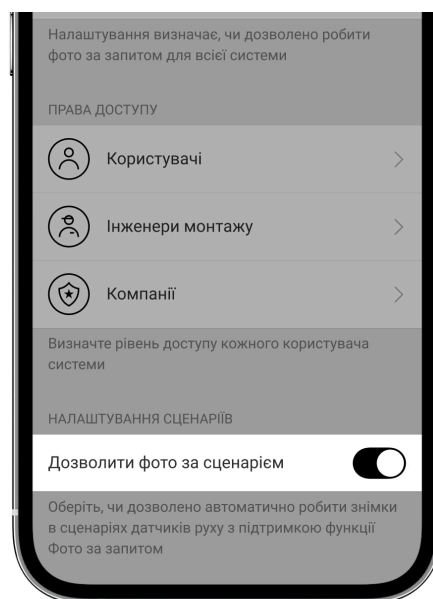 Налаштування визначає, чи дозволено робити
фото за запитом для всієї системи
ПРАВА ДОСТУПУ
Користувачі
Інженери монтажу
Компанії
Визначте рівень доступу кожного користувача
системи
НАЛАШТУВАННЯ СЦЕНАРІЇВ
Дозволити фото за сценарієм
Оберіть, чи дозволено автоматично робити знімки
в сценаріях датчиків руху з підтримкою функції
Фото за запитом